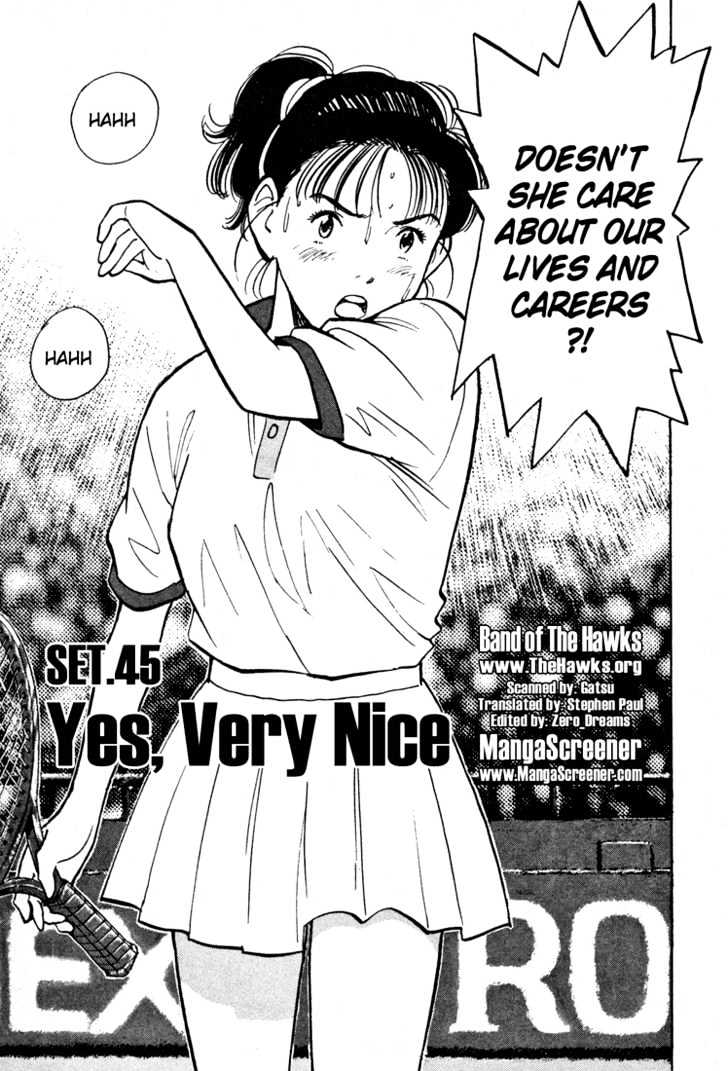 HAHH
DOESN'T
SHE CARE
ABOUT OUR
LIVES AND
CAREERS
?!
HAHH
SET.45
Yes, Very Nice
Band of The Hawks
www.TheHawks.org
Scanned by: Gatsu
Translated by: Stephen Paul
Edited by: Zero_Dreams
MangaScreener
www.MangaScreener.com
EX
RO